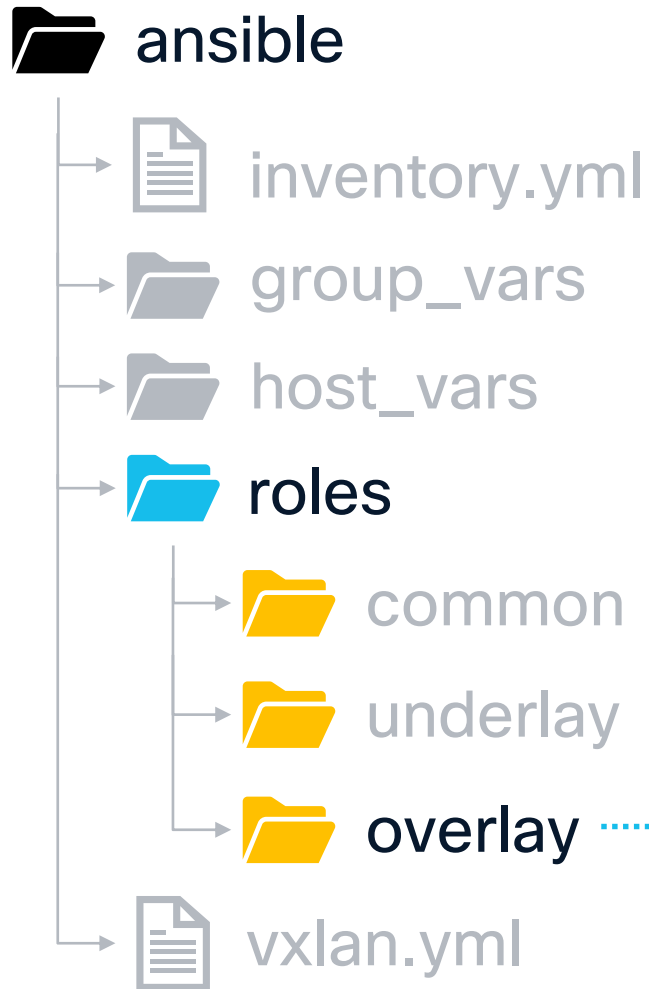 ansible
inventory.yml
group_vars
host_vars
roles
common
underlay
overlay
vxlan.yml